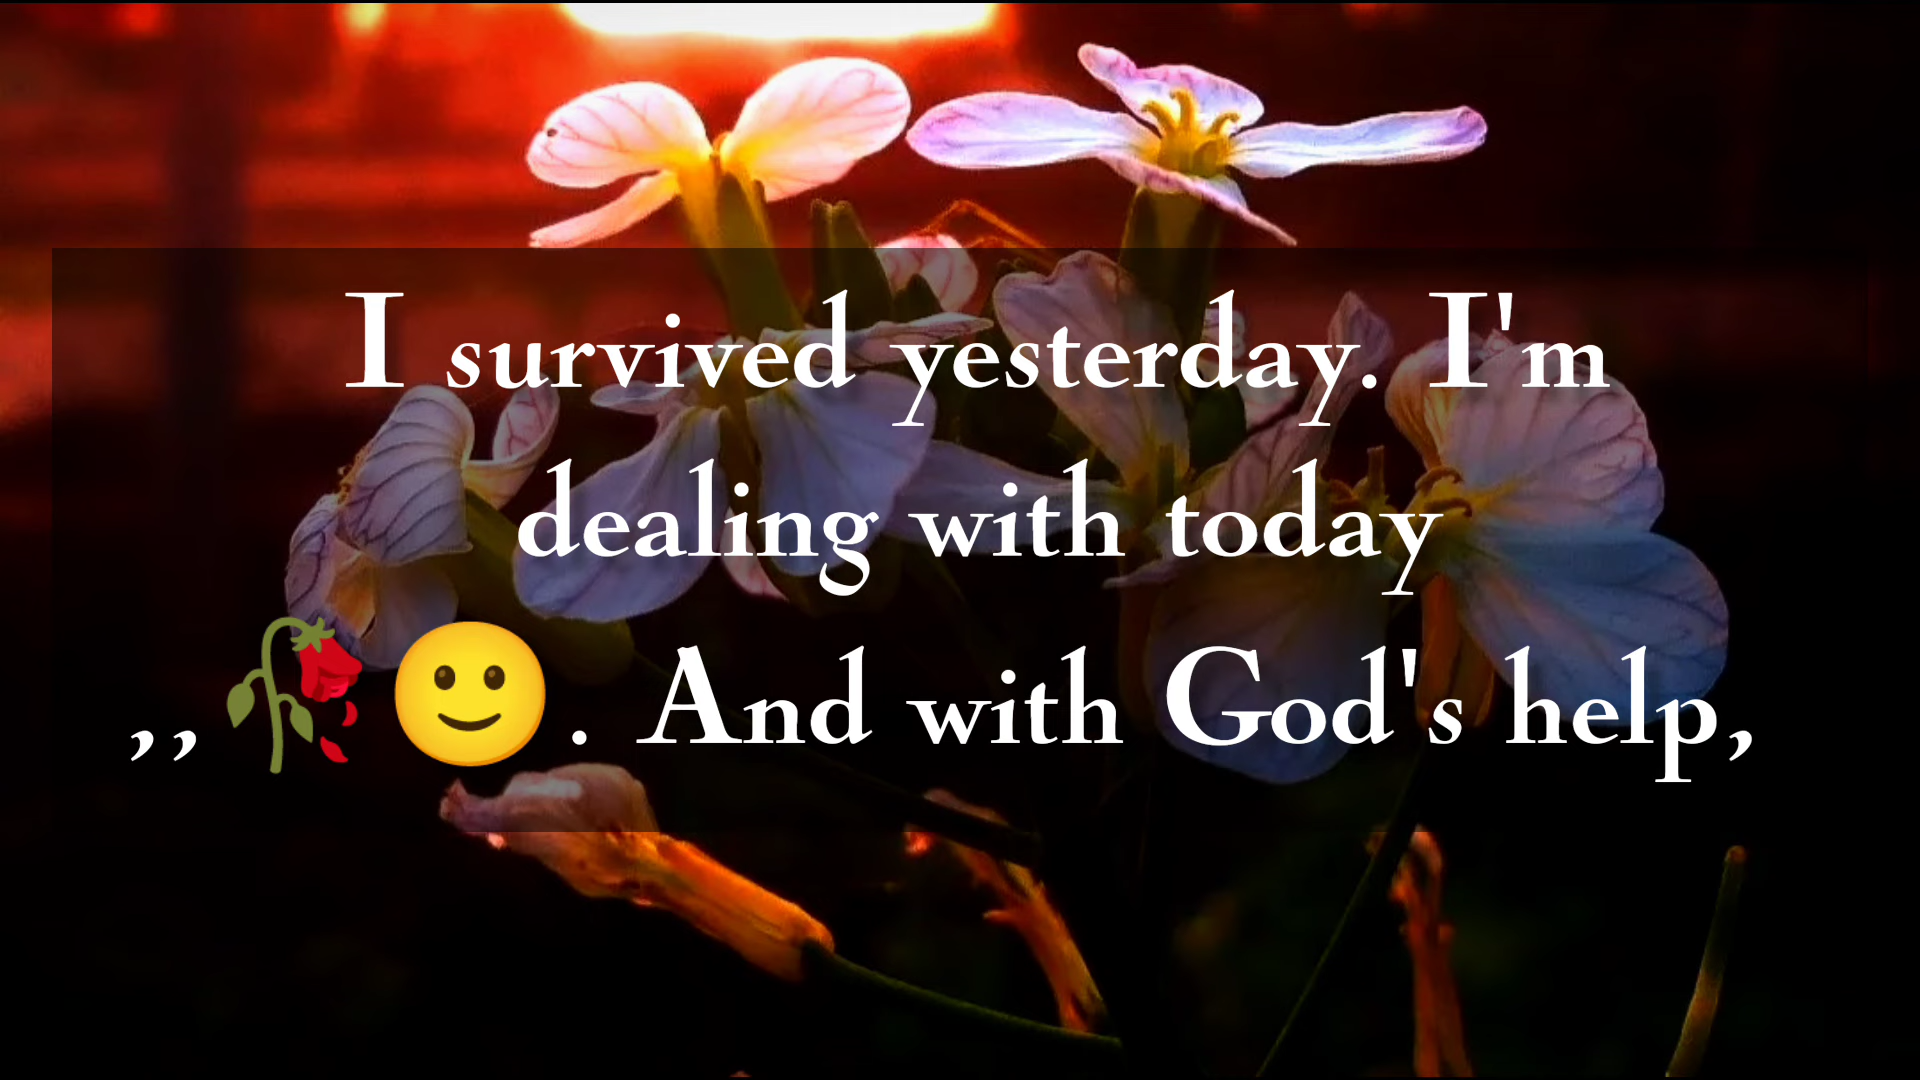 I survived yesterday. I'm
dealing with today
,,🥀🙂. And with God's help,